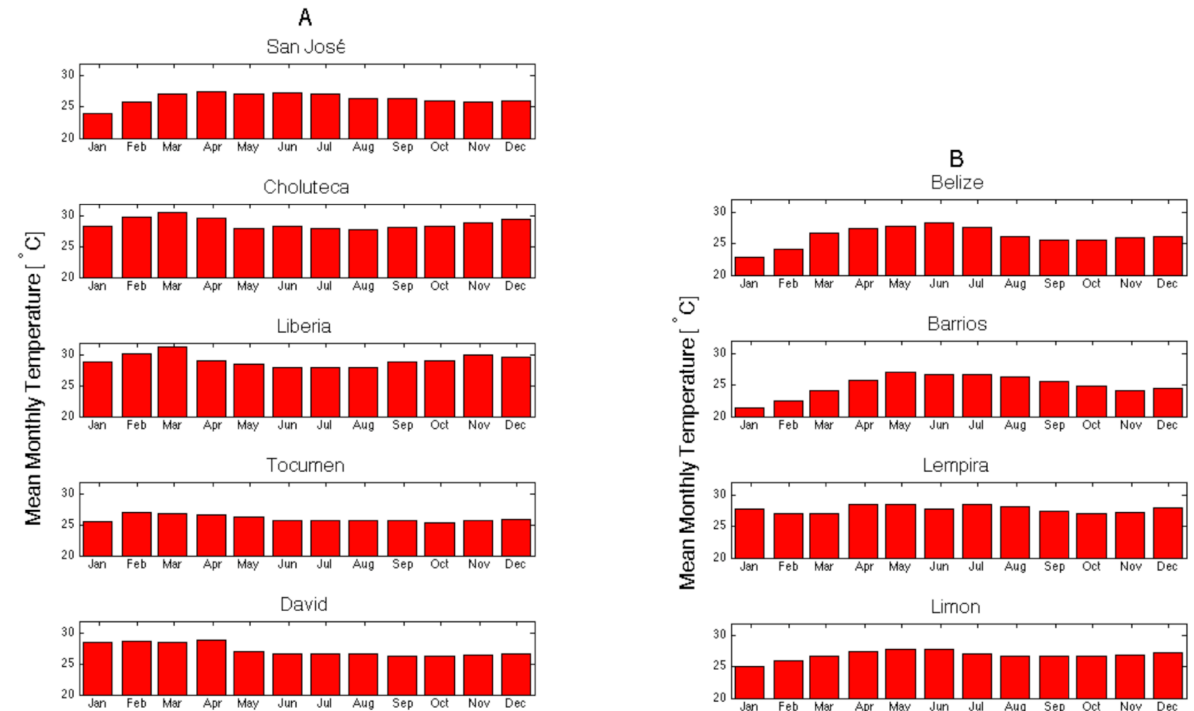 A
San José
30
25
20
Jan Feb Mar Apr May Jun Jul Aug Sep Oct Nov Dec
Choluteca
30
25
20
Jan Feb Mar Apr May Jun Jul Aug Sep Oct Nov Dec
Liberia
30
25
20
Jan Feb Mar Apr May Jun Jul Aug Sep Oct Nov Dec
Tocumen
30
25
20
Jan Feb Mar Apr May Jun Jul Aug Sep Oct Nov Dec
David
30
25
20
Jan Feb Mar Apr May Jun Jul Aug Sep Oct Nov Dec
Mean Monthly Temperature [°C]
B
Belize
30
25
20
Jan Feb Mar Apr May Jun Jul Aug Sep Oct Nov Dec
Barrios
30
25
20
Jan Feb Mar Apr May Jun Jul Aug Sep Oct Nov Dec
Lempira
30
25
20
Jan Feb Mar Apr May Jun Jul Aug Sep Oct Nov Dec
Limon
30
25
20
Jan Feb Mar Apr May Jun Jul Aug Sep Oct Nov Dec
Mean Monthly Temperature [°C]